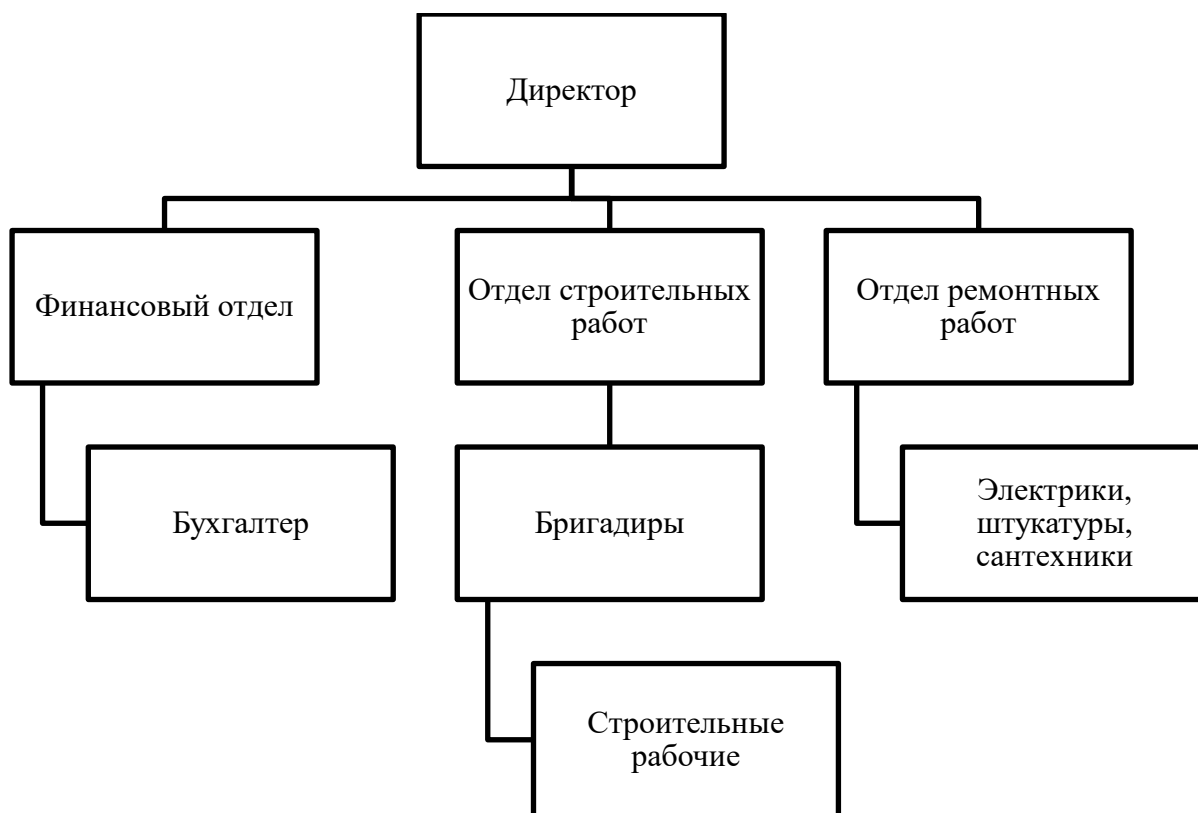 Директор
Финансовый отдел
Отдел строительных
работ
Отдел ремонтных
работ
Бухгалтер
Бригадиры
Электрики,
штукатуры,
сантехники
Строительные
рабочие